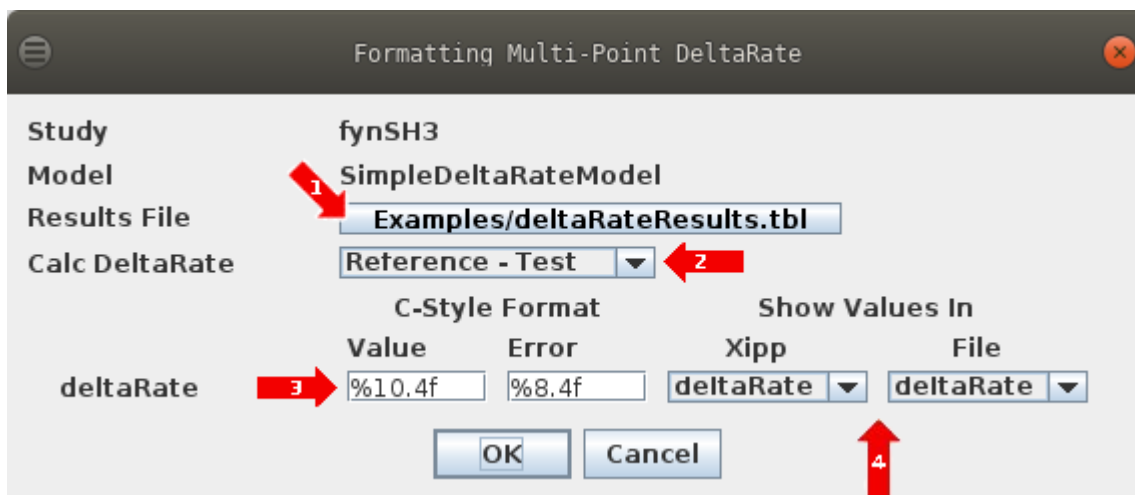 Formatting Multi-Point DeltaRate
Study fynSH3
Model SimpleDeltaRateModel
1
Results File Examples/deltaRateResults.tbl
Calc DeltaRate Reference - Test 2
C-Style Format Show Values In
Value Error Xipp File
deltaRate 3 %10.4f %8.4f deltaRate deltaRate
OK Cancel 4